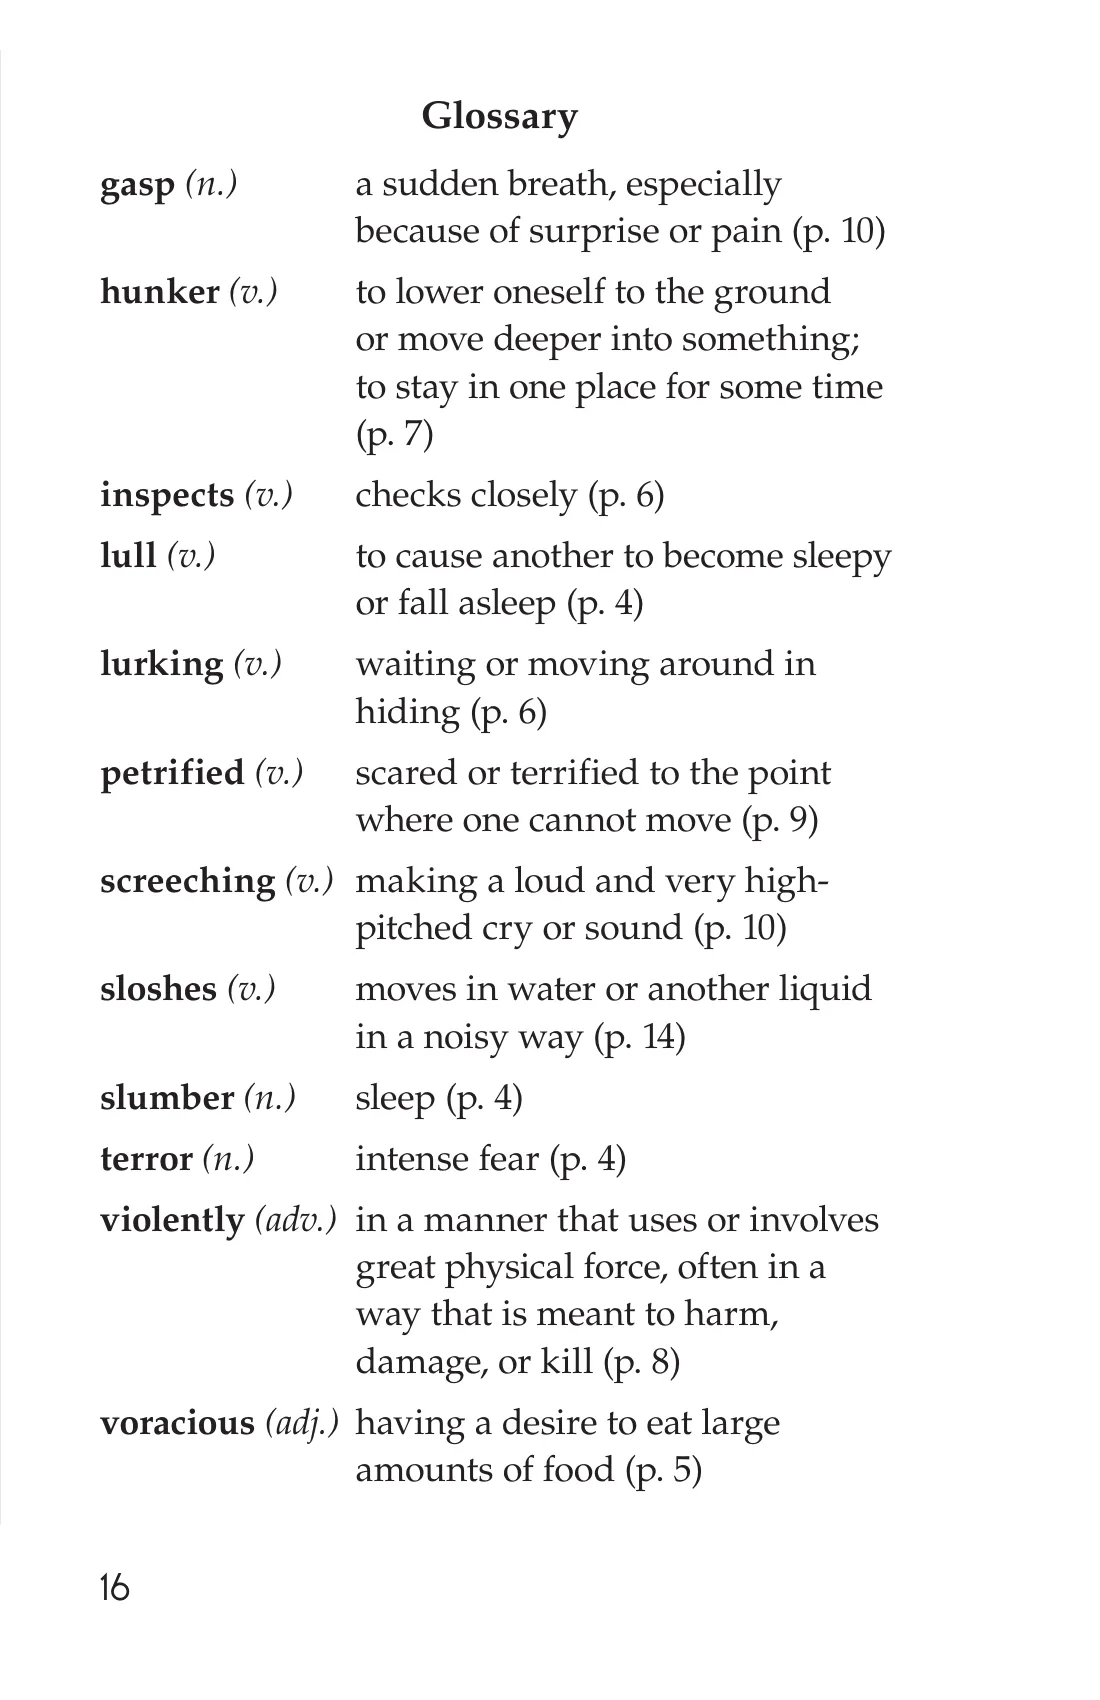 Glossary
gasp (n.) a sudden breath, especially
because of surprise or pain (p. 10)
hunker (v.) to lower oneself to the ground
or move deeper into something;
to stay in one place for some time
(p. 7)
inspects (v.) checks closely (p. 6)
lull (v.) to cause another to become sleepy
or fall asleep (p. 4)
lurking (v.) waiting or moving around in
hiding (p. 6)
petrified (v.) scared or terrified to the point
where one cannot move (p. 9)
screeching (v.) making a loud and very high-
pitched cry or sound (p. 10)
sloshes (v.) moves in water or another liquid
in a noisy way (p. 14)
slumber (n.) sleep (p. 4)
terror (n.) intense fear (p. 4)
violently (adv.) in a manner that uses or involves
great physical force, often in a
way that is meant to harm,
damage, or kill (p. 8)
voracious (adj.) having a desire to eat large
amounts of food (p. 5)
16